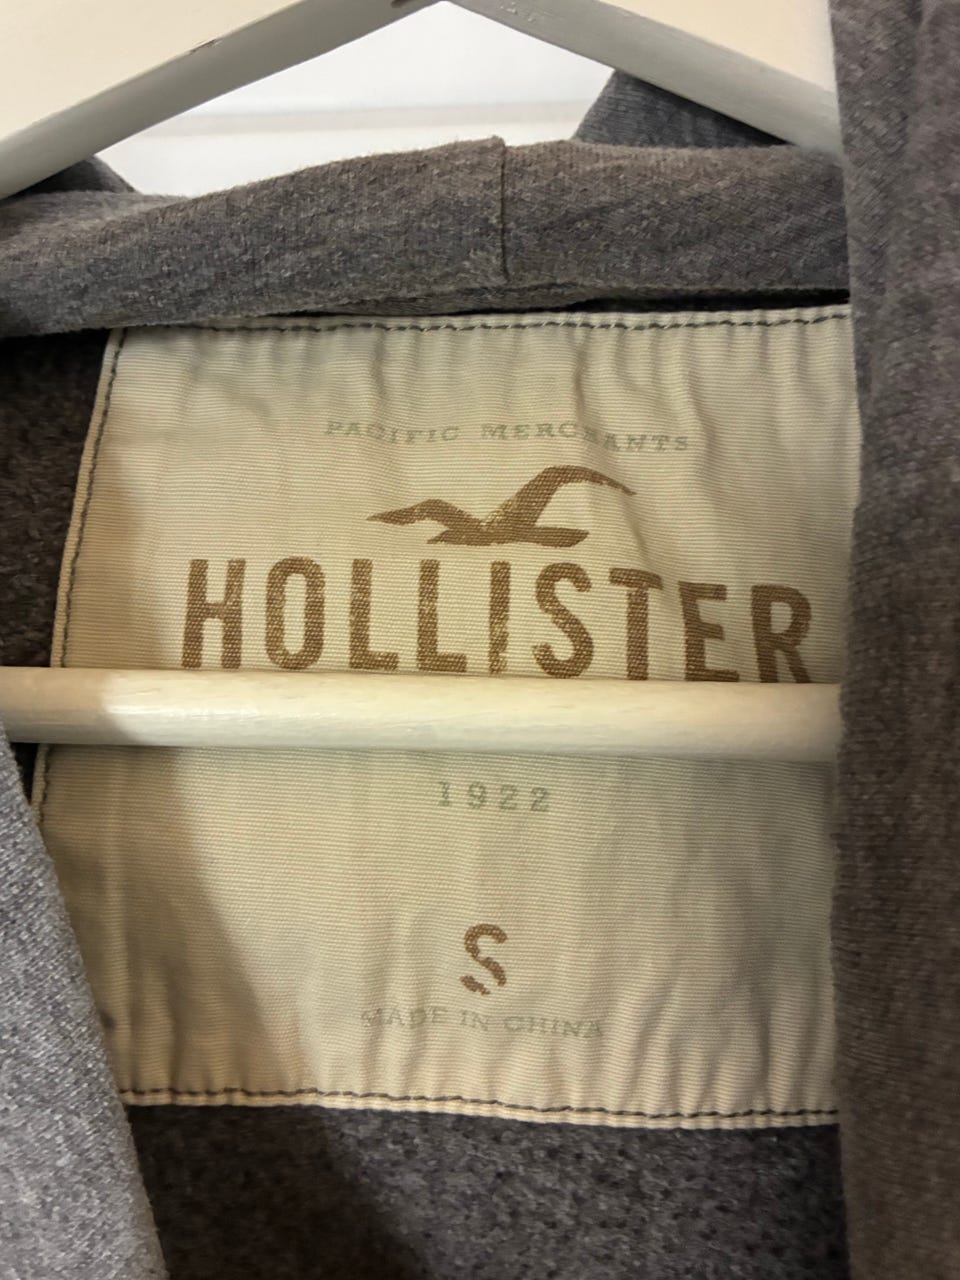 PACIFIC MERCHANTS
HOLLISTER
1922
S
MADE IN CHINA